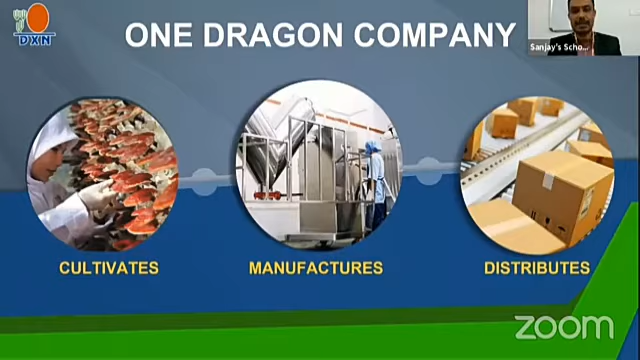 DXN
ONE DRAGON COMPANY
Sanjay's Scho...
CULTIVATES
MANUFACTURES
DISTRIBUTES
zoom